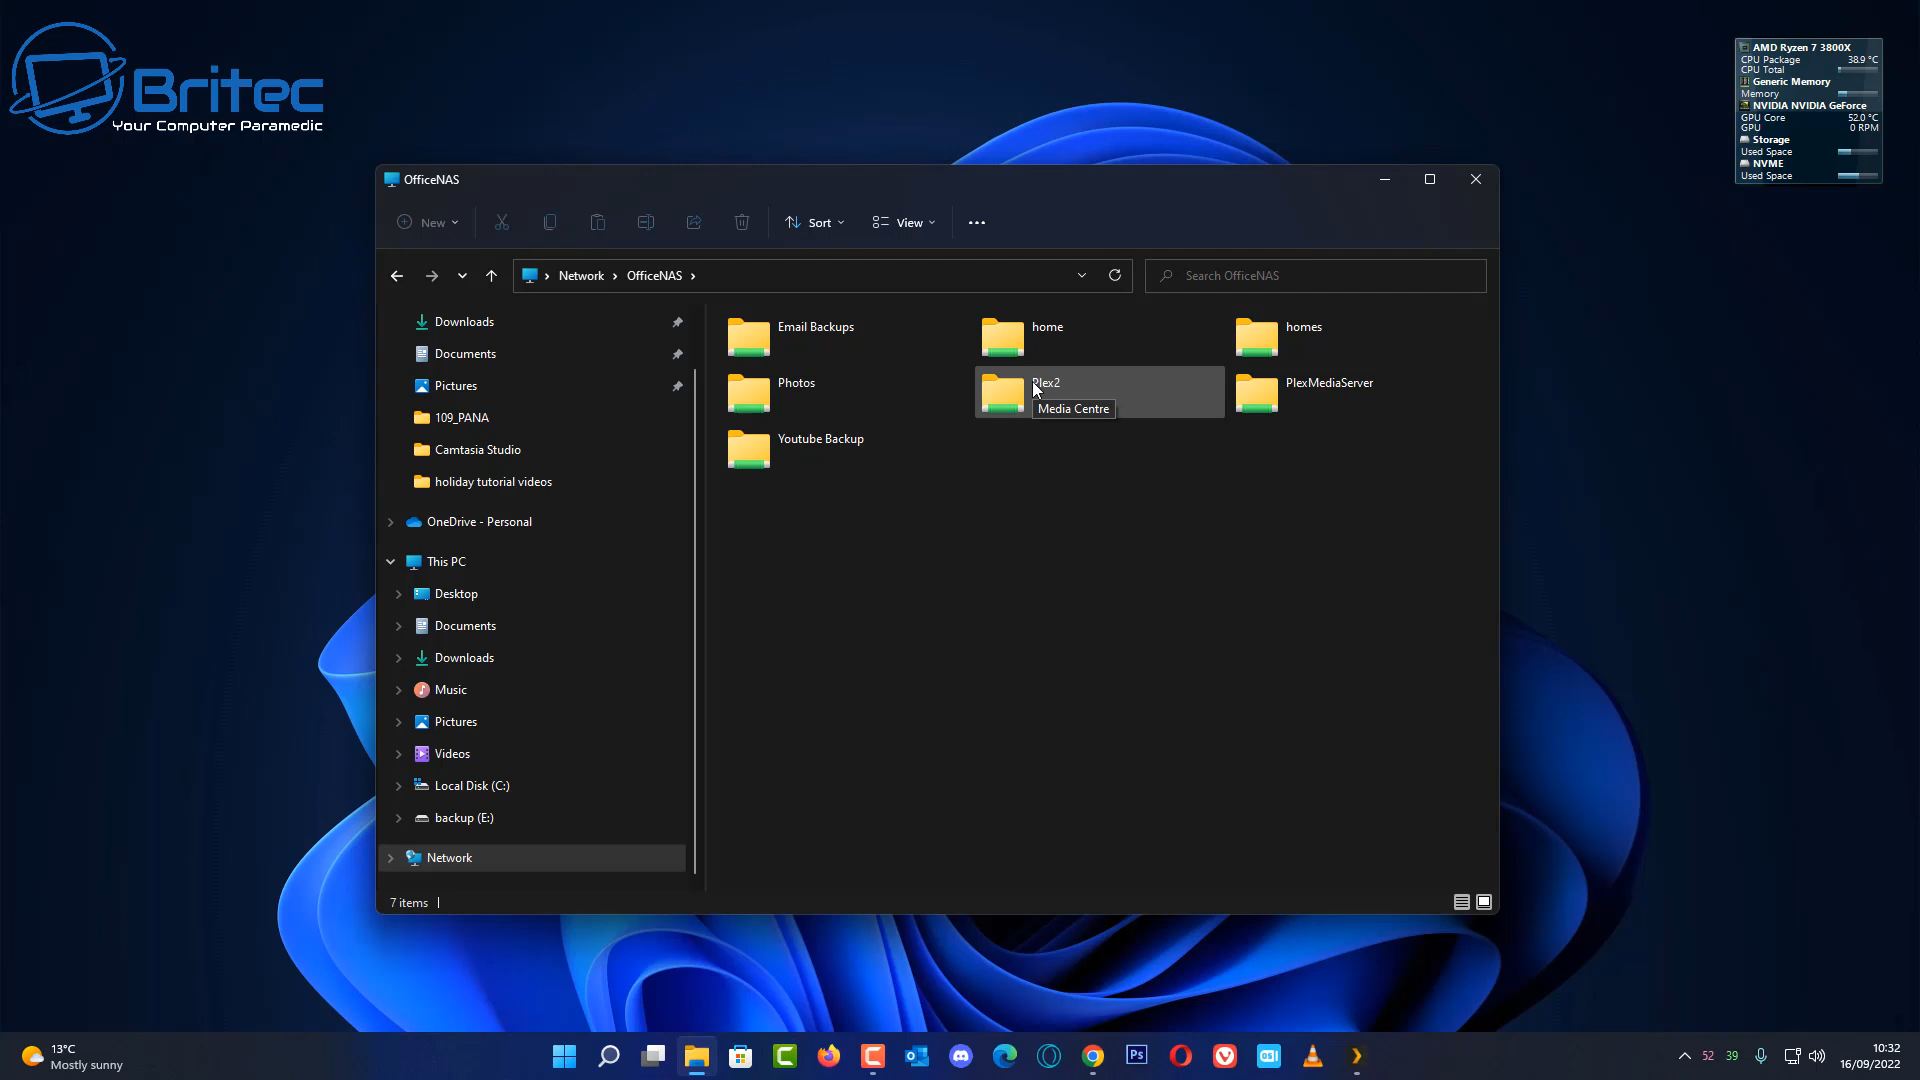 Britec
Your Computer Paramedic
AMD Ryzen 7 3800X
CPU Package 38.9 °C
CPU Total
Generic Memory
Memory
NVIDIA NVIDIA GeForce
GPU Core 52.0 °C
GPU 0 RPM
Storage
Used Space
NVME
Used Space
OfficeNAS
New
Sort
View
Network
OfficeNAS
Search OfficeNAS
Downloads
Documents
Pictures
109_PANA
Camtasia Studio
holiday tutorial videos
OneDrive - Personal
This PC
Desktop
Documents
Downloads
Music
Pictures
Videos
Local Disk (C:)
backup (E:)
Network
Email Backups
home
homes
Photos
Plex2
PlexMediaServer
Media Centre
Youtube Backup
7 items
13°C
Mostly sunny
Ps
52 39
10:32
16/09/2022